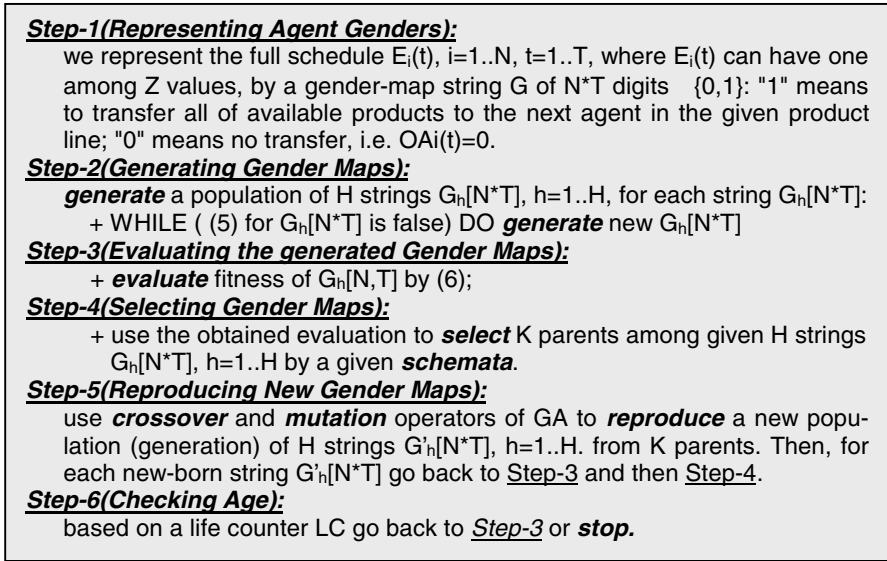 Step-1(Representing Agent Genders):
we represent the full schedule Ei(t), i=1..N, t=1..T, where Ei(t) can have one
among Z values, by a gender-map string G of N*T digits {0,1}: "1" means
to transfer all of available products to the next agent in the given product
line; "0" means no transfer, i.e. OAi(t)=0.
Step-2(Generating Gender Maps):
generate a population of H strings Gh[N*T], h=1..H, for each string Gh[N*T]:
+ WHILE ( (5) for Gh[N*T] is false) DO generate new Gh[N*T]
Step-3(Evaluating the generated Gender Maps):
+ evaluate fitness of Gh[N,T] by (6);
Step-4(Selecting Gender Maps):
+ use the obtained evaluation to select K parents among given H strings
Gh[N*T], h=1..H by a given schemata.
Step-5(Reproducing New Gender Maps):
use crossover and mutation operators of GA to reproduce a new popu-
lation (generation) of H strings G'h[N*T], h=1..H. from K parents. Then, for
each new-born string G'h[N*T] go back to Step-3 and then Step-4.
Step-6(Checking Age):
based on a life counter LC go back to Step-3 or stop.